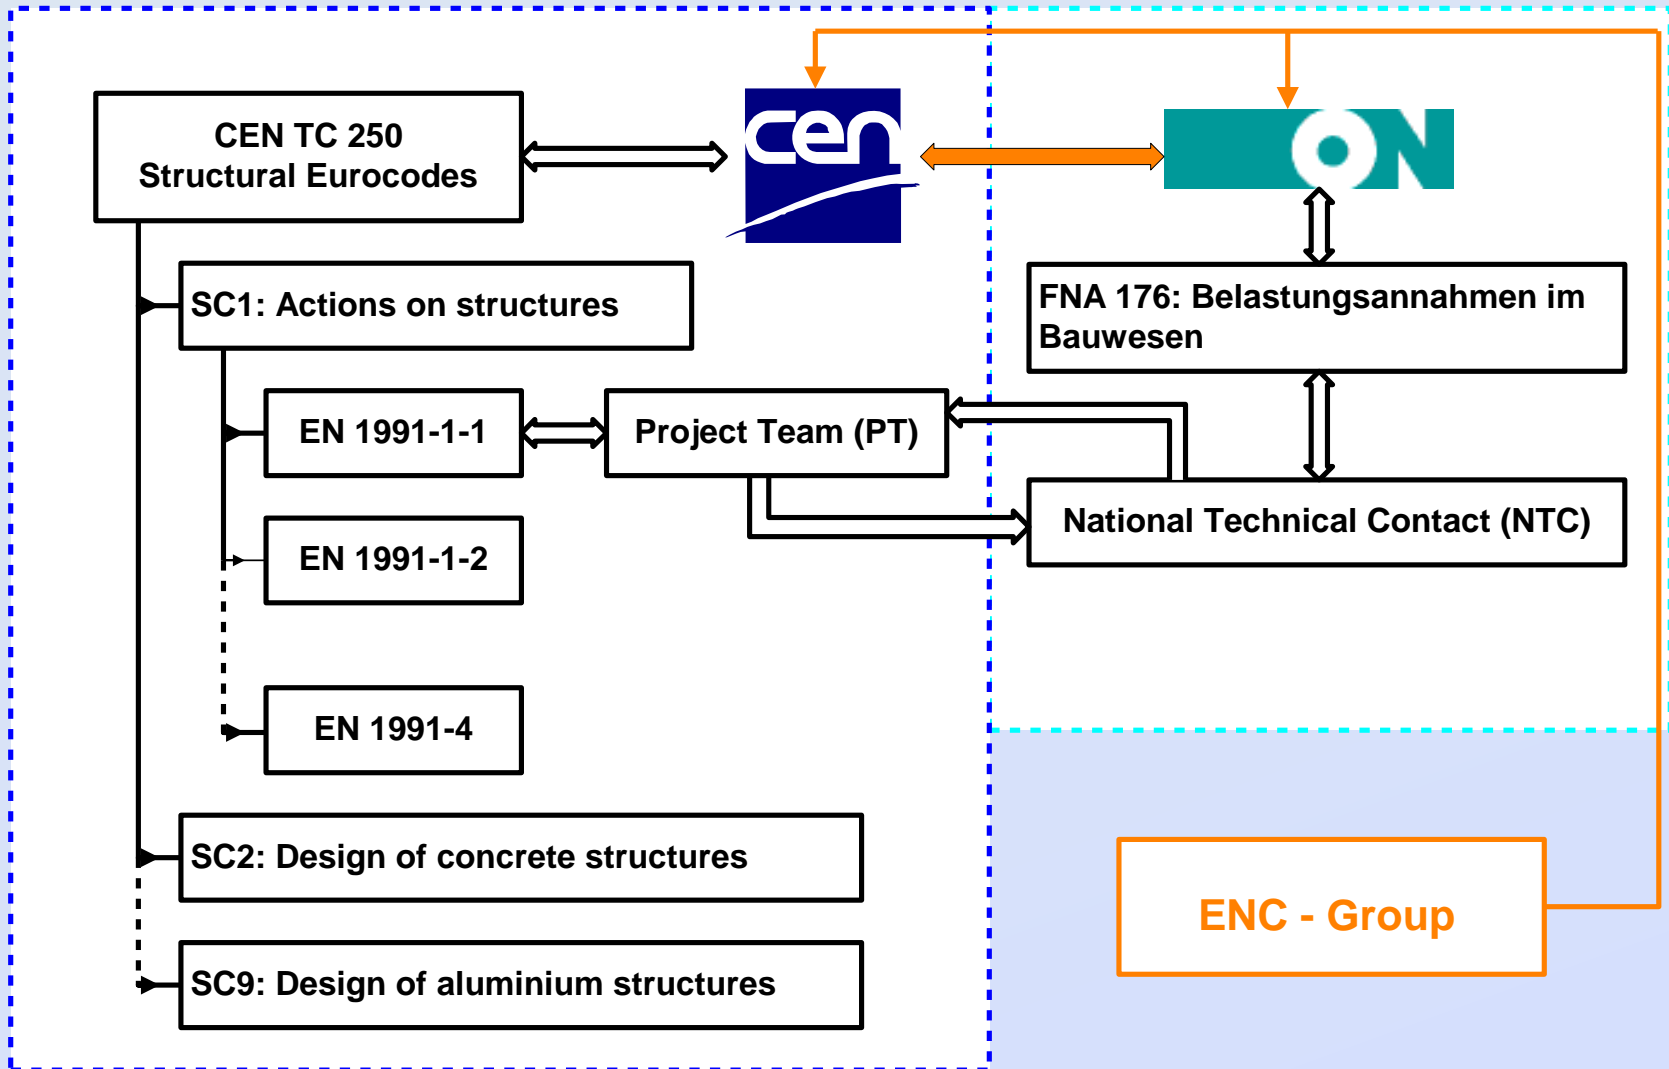 CEN TC 250
Structural Eurocodes
cen
ON
SC1: Actions on structures
FNA 176: Belastungsannahmen im
Bauwesen
EN 1991-1-1
Project Team (PT)
National Technical Contact (NTC)
EN 1991-1-2
EN 1991-4
SC2: Design of concrete structures
ENC - Group
SC9: Design of aluminium structures